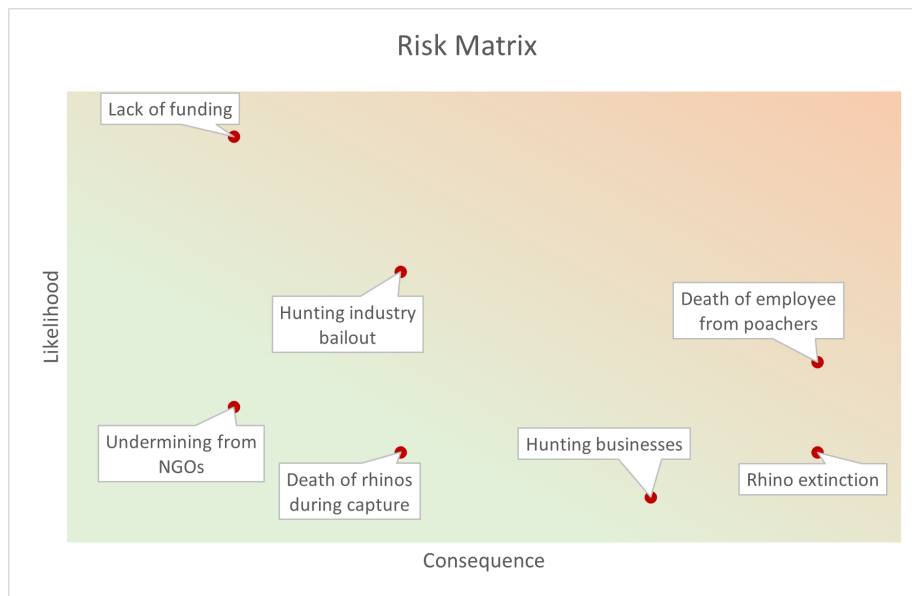 Risk Matrix
Lack of funding
Hunting industry
bailout
Death of employee
from poachers
Likelihood
Undermining from
NGOs
Death of rhinos
during capture
Hunting businesses
Rhino extinction
Consequence